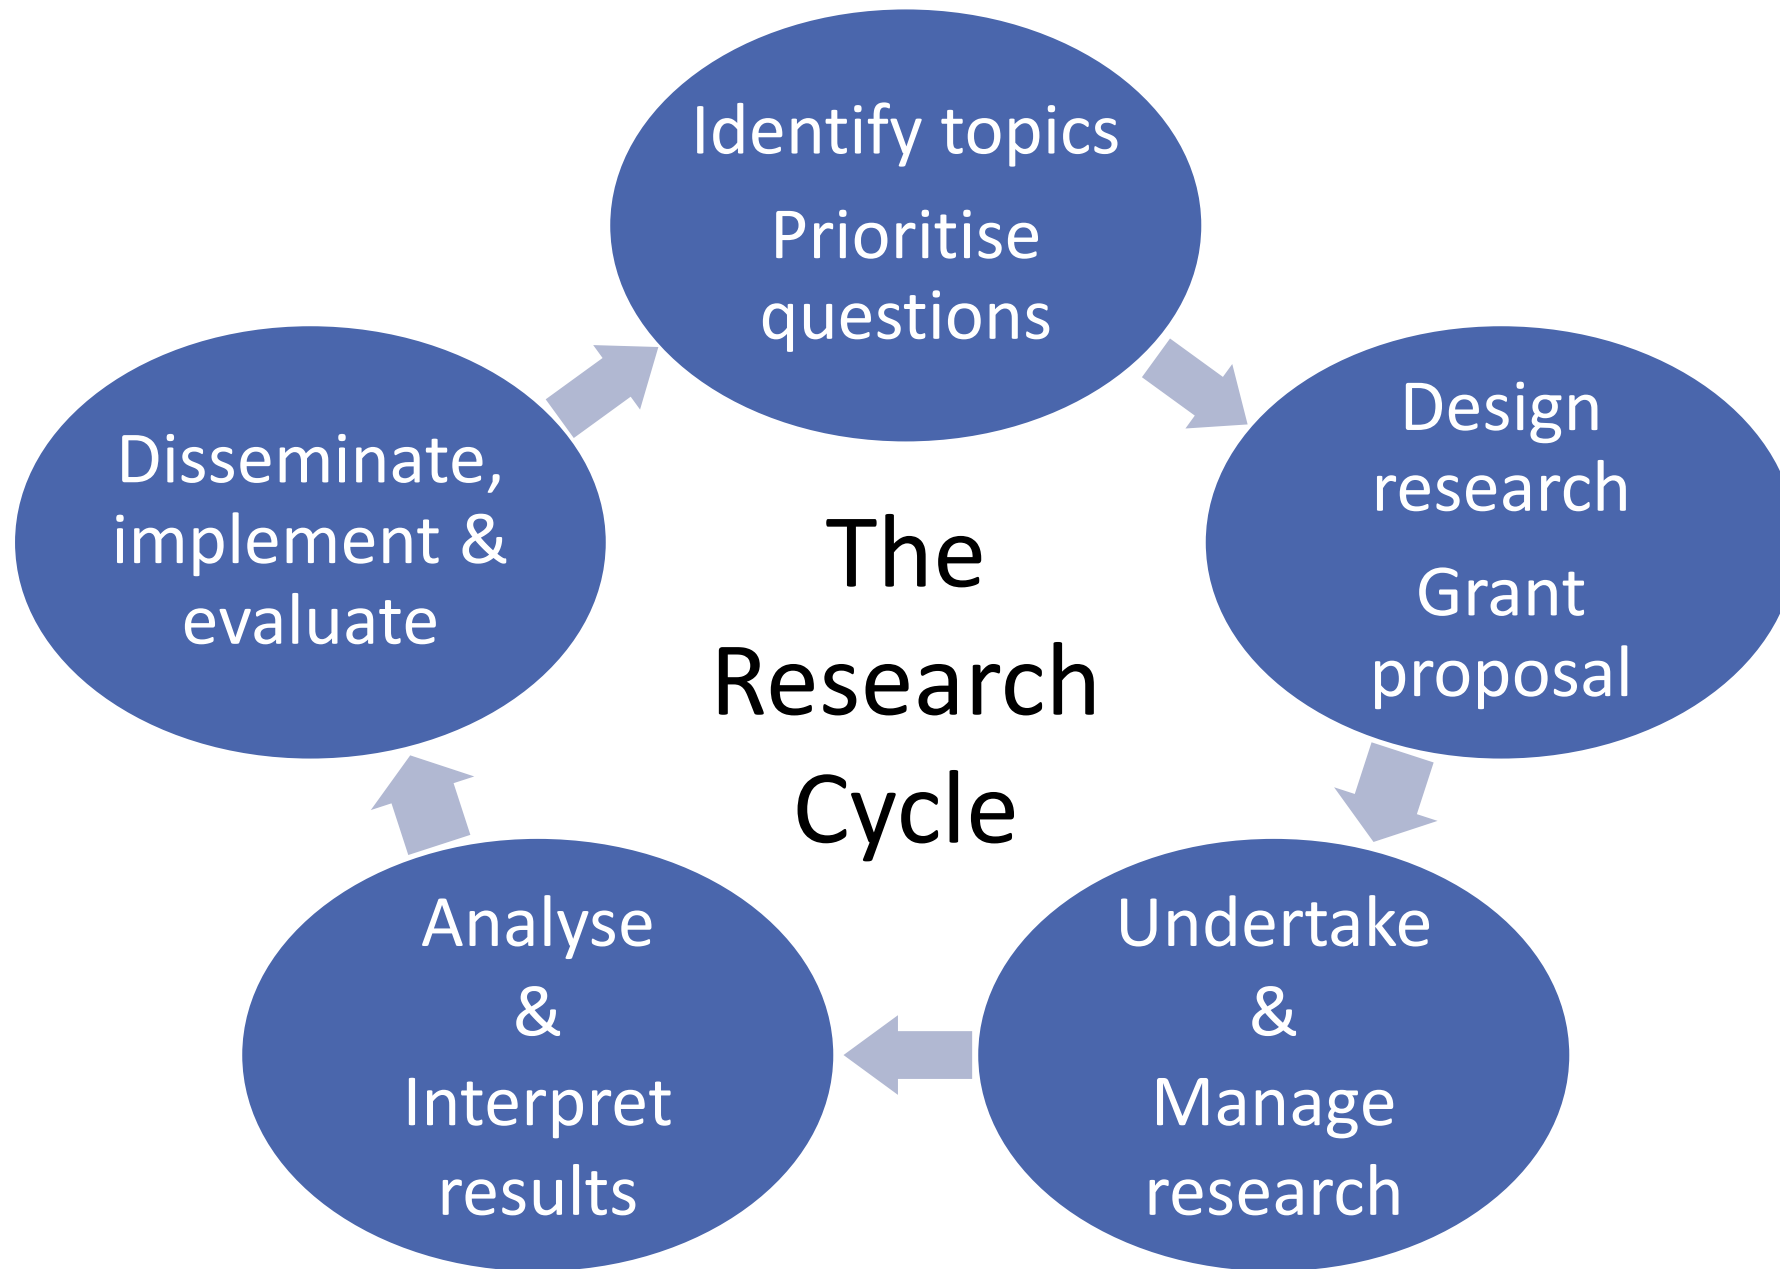 Identify topics
Prioritise
questions
Design
research
Grant
proposal
Undertake
&
Manage
research
Analyse
&
Interpret
results
Disseminate,
implement &
evaluate
The
Research
Cycle